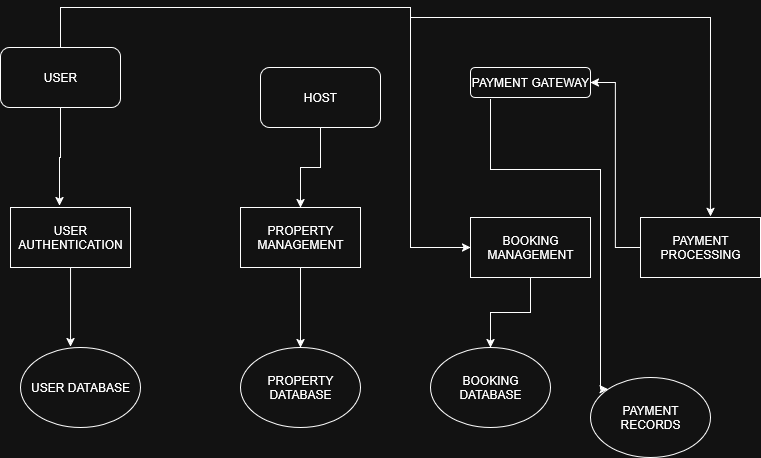 USER
HOST
PAYMENT GATEWAY
USER
AUTHENTICATION
PROPERTY
MANAGEMENT
BOOKING
MANAGEMENT
PAYMENT
PROCESSING
USER DATABASE
PROPERTY
DATABASE
BOOKING
DATABASE
PAYMENT
RECORDS